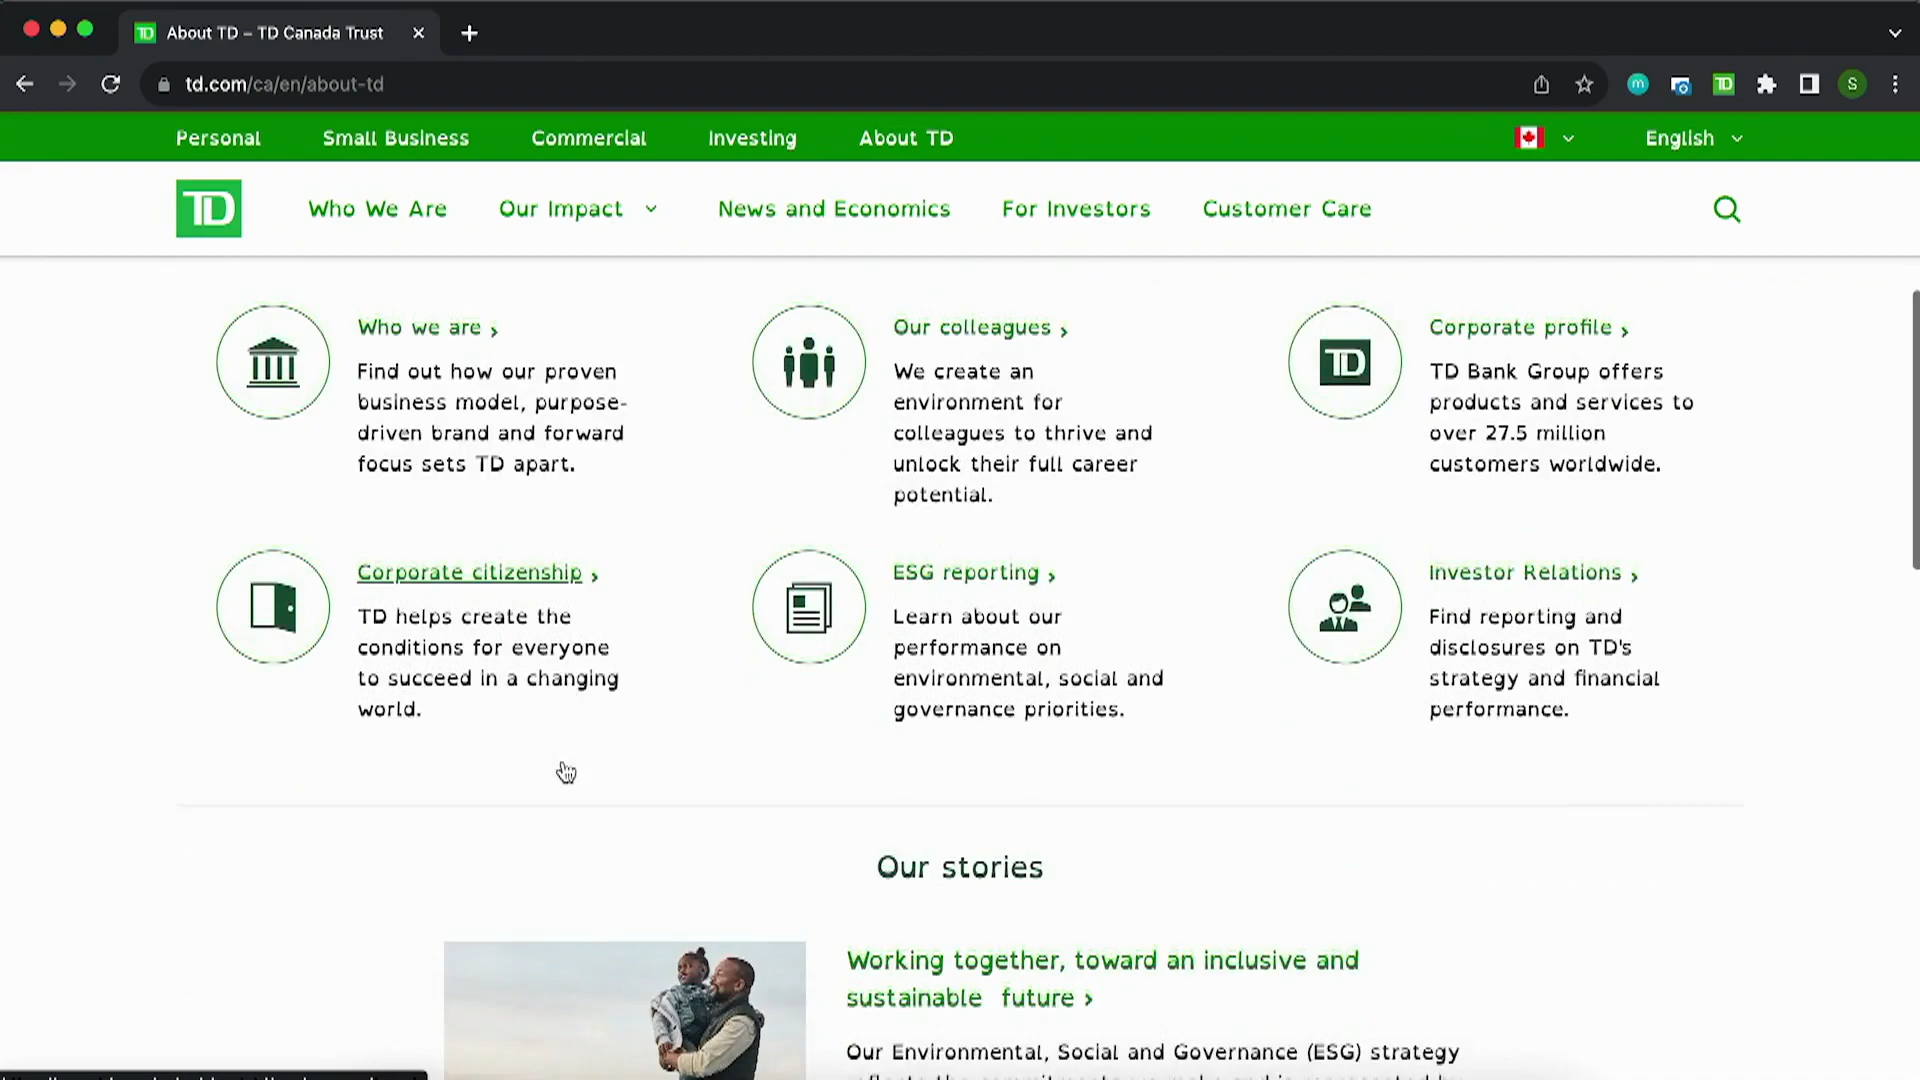 About TD – TD Canada Trust
td.com/ca/en/about-td
m
TD
S
Personal Small Business Commercial Investing About TD English
TD Who We Are Our Impact News and Economics For Investors Customer Care
Who we are
Find out how our proven
business model, purpose-
driven brand and forward
focus sets TD apart.
Our colleagues
We create an
environment for
colleagues to thrive and
unlock their full career
potential.
TD
Corporate profile
TD Bank Group offers
products and services to
over 27.5 million
customers worldwide.
Corporate citizenship
TD helps create the
conditions for everyone
to succeed in a changing
world.
ESG reporting
Learn about our
performance on
environmental, social and
governance priorities.
Investor Relations
Find reporting and
disclosures on TD's
strategy and financial
performance.
Our stories
Working together, toward an inclusive and
sustainable future
Our Environmental, Social and Governance (ESG) strategy